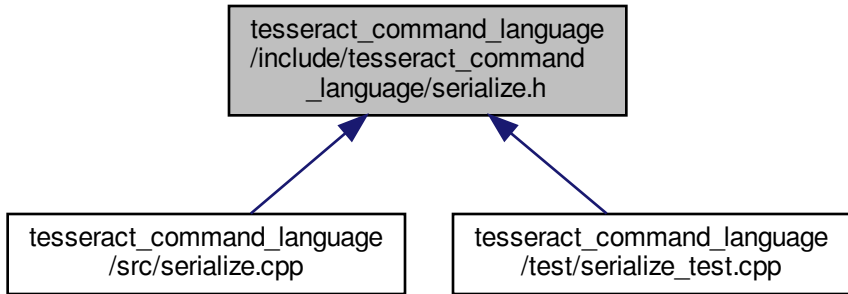 tesseract_command_language
/include/tesseract_command
_language/serialize.h
tesseract_command_language
/src/serialize.cpp
tesseract_command_language
/test/serialize_test.cpp